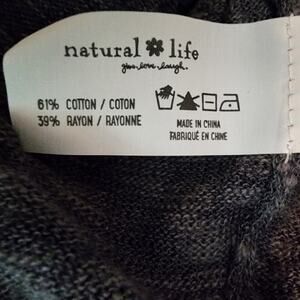 natural life
give. love. laugh.
61% COTTON / COTON
39% RAYON / RAYONNE
MADE IN CHINA
FABRIQUÉ EN CHINE